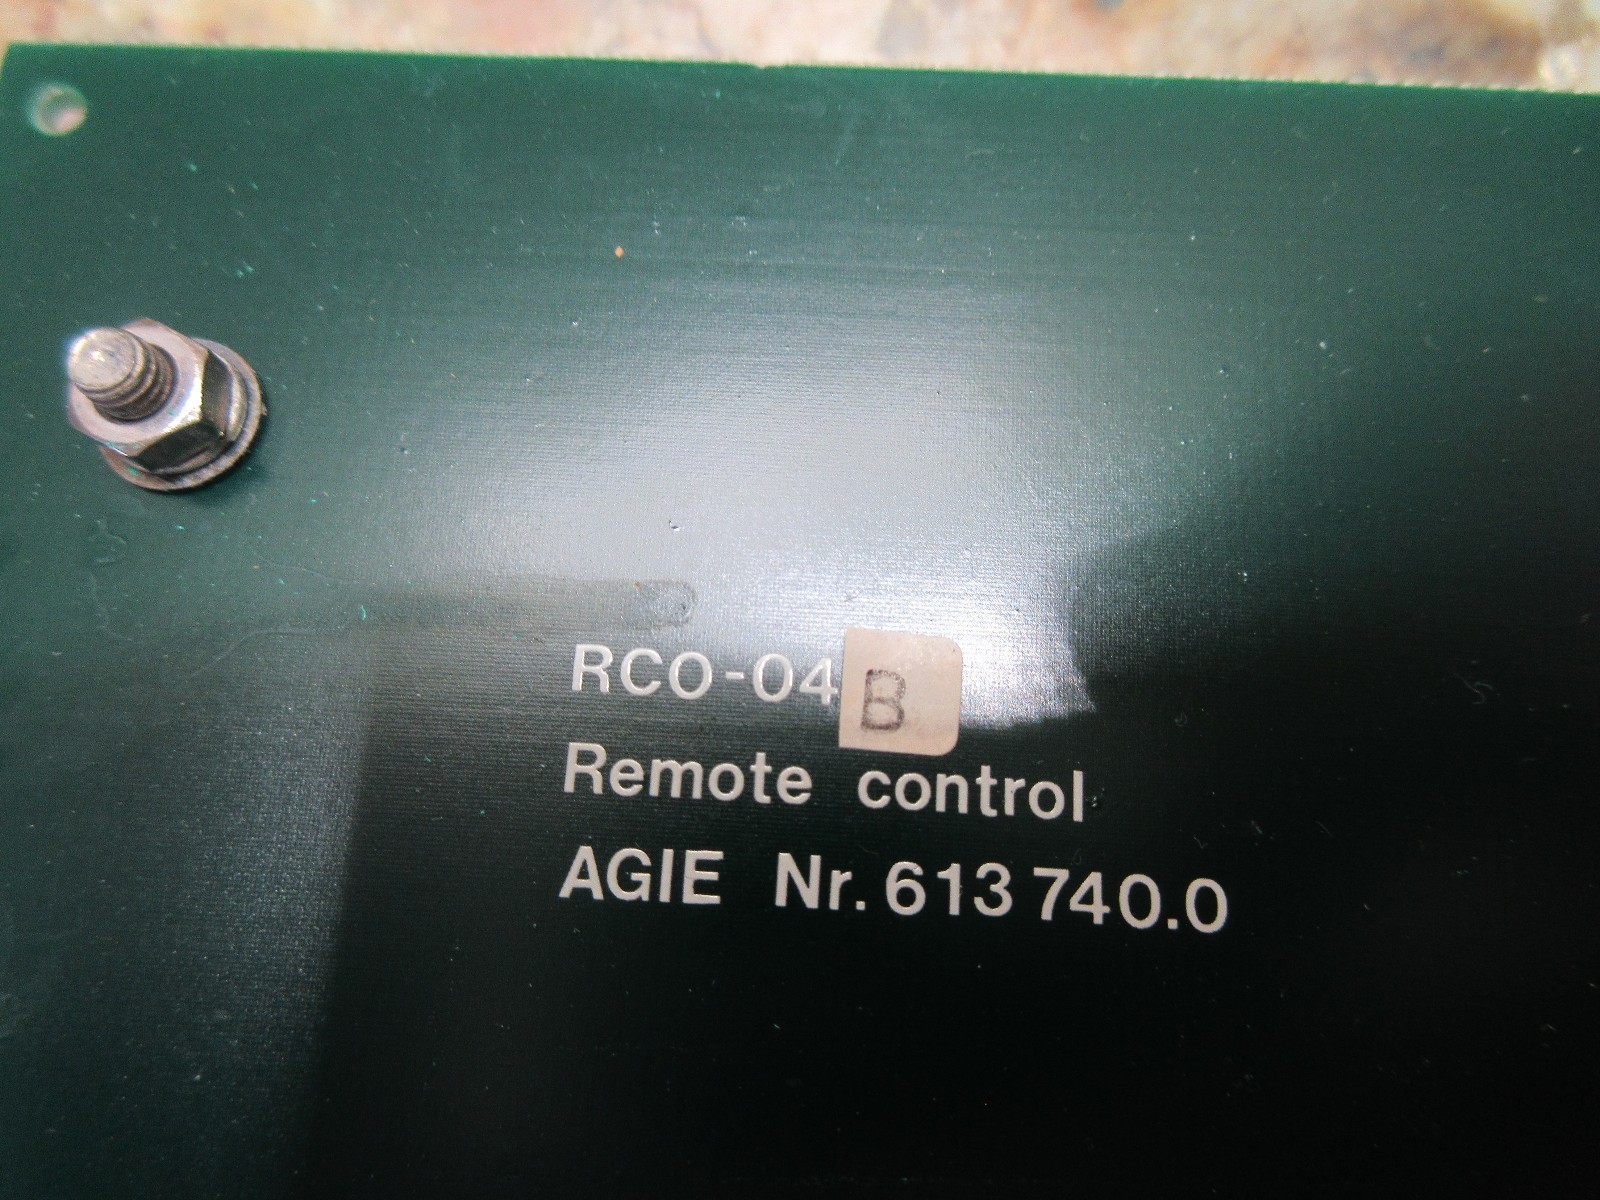 RCO-04 B
Remote control
AGIE Nr. 613 740.0